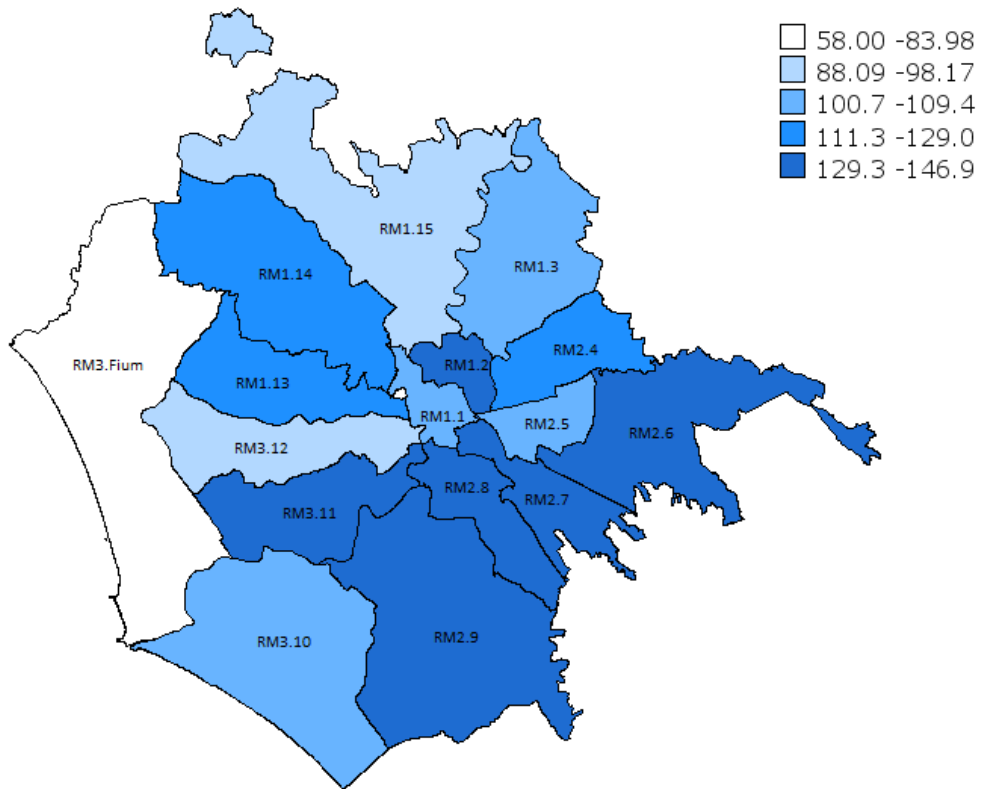 58.00 -83.98
88.09 -98.17
100.7 -109.4
111.3 -129.0
129.3 -146.9
RM1.15
RM1.3
RM1.14
RM2.4
RM3.Fium
RM1.2
RM1.13
RM1.1
RM2.5
RM2.6
RM3.12
RM2.8
RM2.7
RM3.11
RM2.9
RM3.10